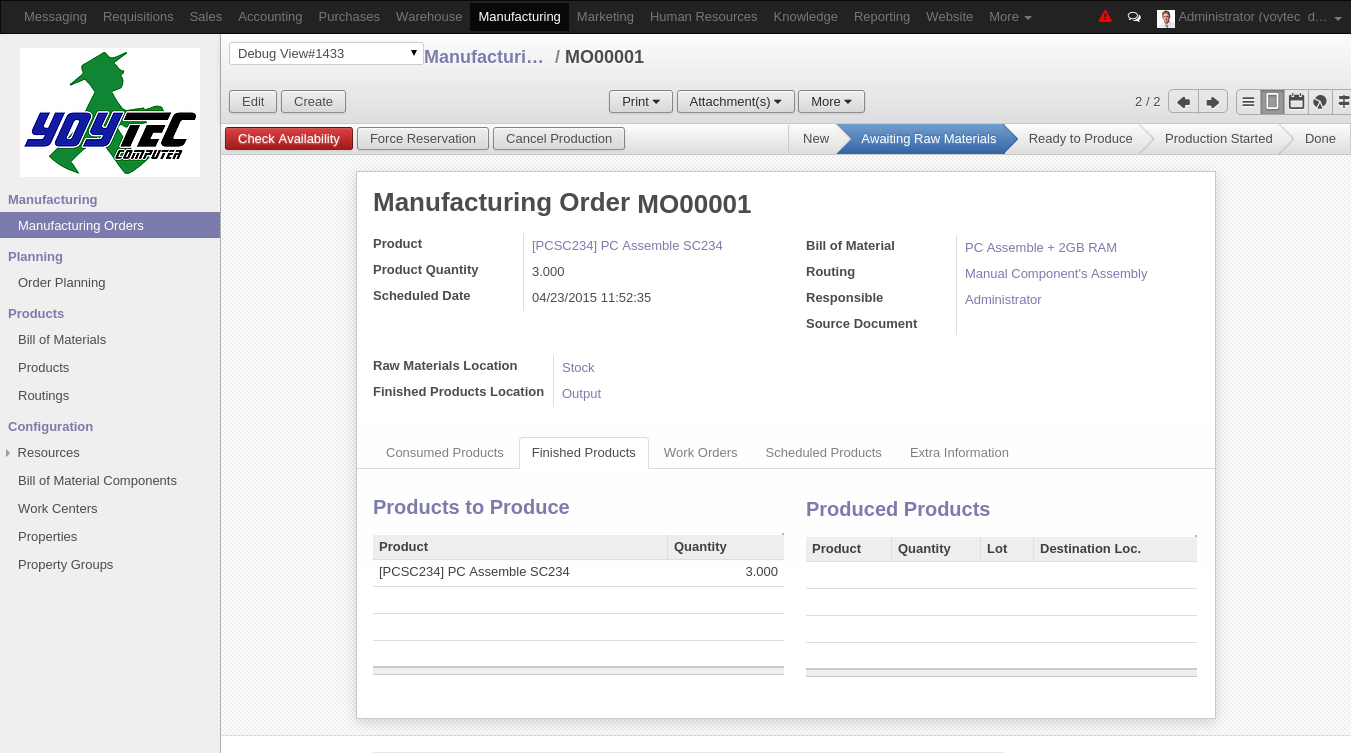 Messaging Requisitions Sales Accounting Purchases Warehouse Manufacturing Marketing Human Resources Knowledge Reporting Website More Administrator (yoytec_d…
Debug View#1433 Manufacturi… / MO00001
Edit Create Print Attachment(s) More 2 / 2
Check Availability Force Reservation Cancel Production New Awaiting Raw Materials Ready to Produce Production Started Done
YOYTEC
COMPUTER
Manufacturing
Manufacturing Orders
Planning
Order Planning
Products
Bill of Materials
Products
Routings
Configuration
Resources
Bill of Material Components
Work Centers
Properties
Property Groups
Manufacturing Order MO00001
Product [PCSC234] PC Assemble SC234
Product Quantity 3.000
Scheduled Date 04/23/2015 11:52:35
Bill of Material PC Assemble + 2GB RAM
Routing Manual Component's Assembly
Responsible Administrator
Source Document
Raw Materials Location Stock
Finished Products Location Output
Consumed Products Finished Products Work Orders Scheduled Products Extra Information
Products to Produce
Product Quantity
[PCSC234] PC Assemble SC234 3.000
Produced Products
Product Quantity Lot Destination Loc.